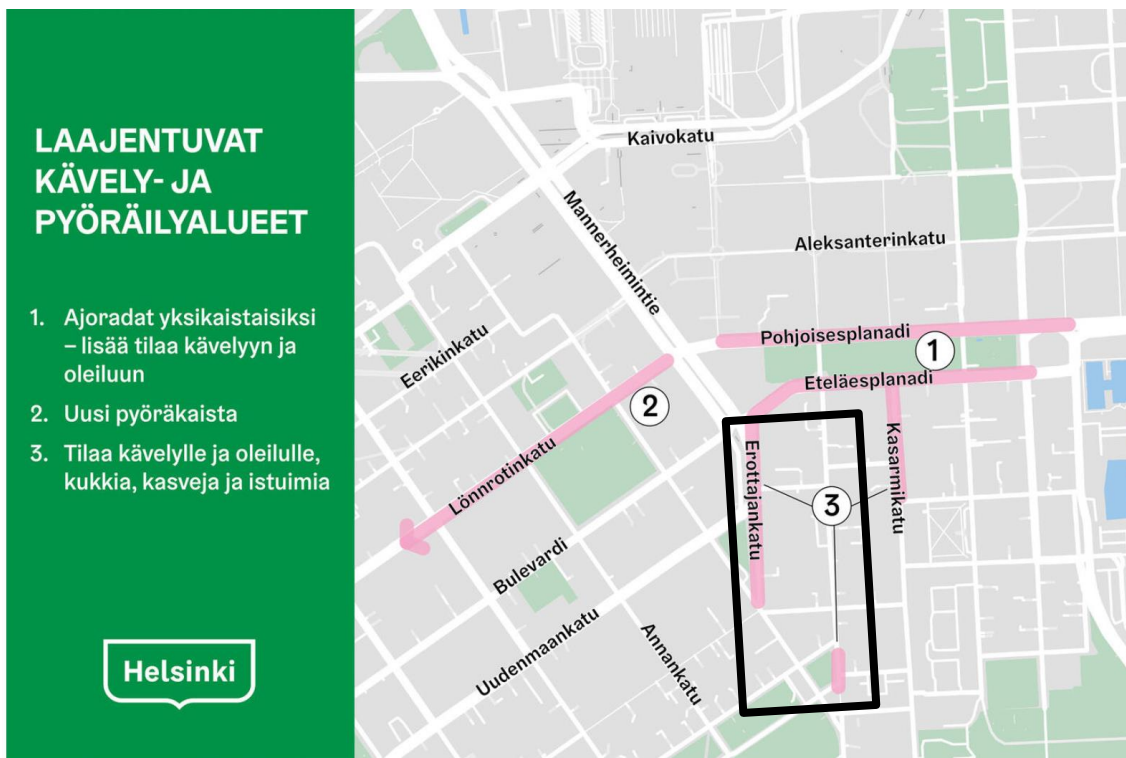 LAAJENTUVAT
KÄVELY- JA
PYÖRÄILYALUEET
1. Ajoradat yksikaistaisiksi
– lisää tilaa kävelyyn ja
oleiluun
2. Uusi pyöräkaista
3. Tilaa kävelylle ja oleilulle,
kukkia, kasveja ja istuimia
Helsinki
Kaivokatu
Mannerheimintie
Aleksanterinkatu
Pohjoisesplanadi
1
Eteläesplanadi
Eerikinkatu
2
Lönnrotinkatu
Erottajankatu
3
Kasarmikatu
Bulevardi
Uudenmaankatu
Annankatu